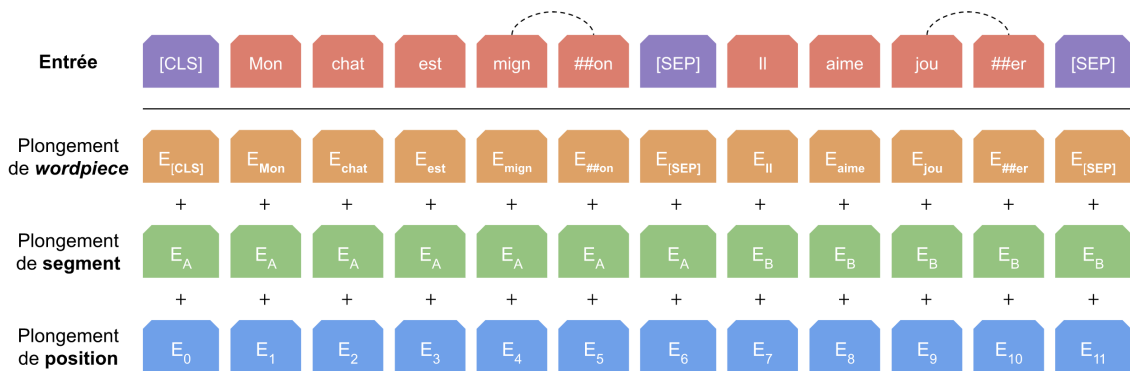 Entrée [CLS] Mon chat est mign ##on [SEP] Il aime jou ##er [SEP]
Plongement
de wordpiece E[CLS] EMon Echat Eest Emign E##on E[SEP] EIl Eaime Ejou E##er E[SEP]
+ + + + + + + + + + + +
Plongement
de segment EA EA EA EA EA EA EA EB EB EB EB EB
+ + + + + + + + + + + +
Plongement
de position E0 E1 E2 E3 E4 E5 E6 E7 E8 E9 E10 E11